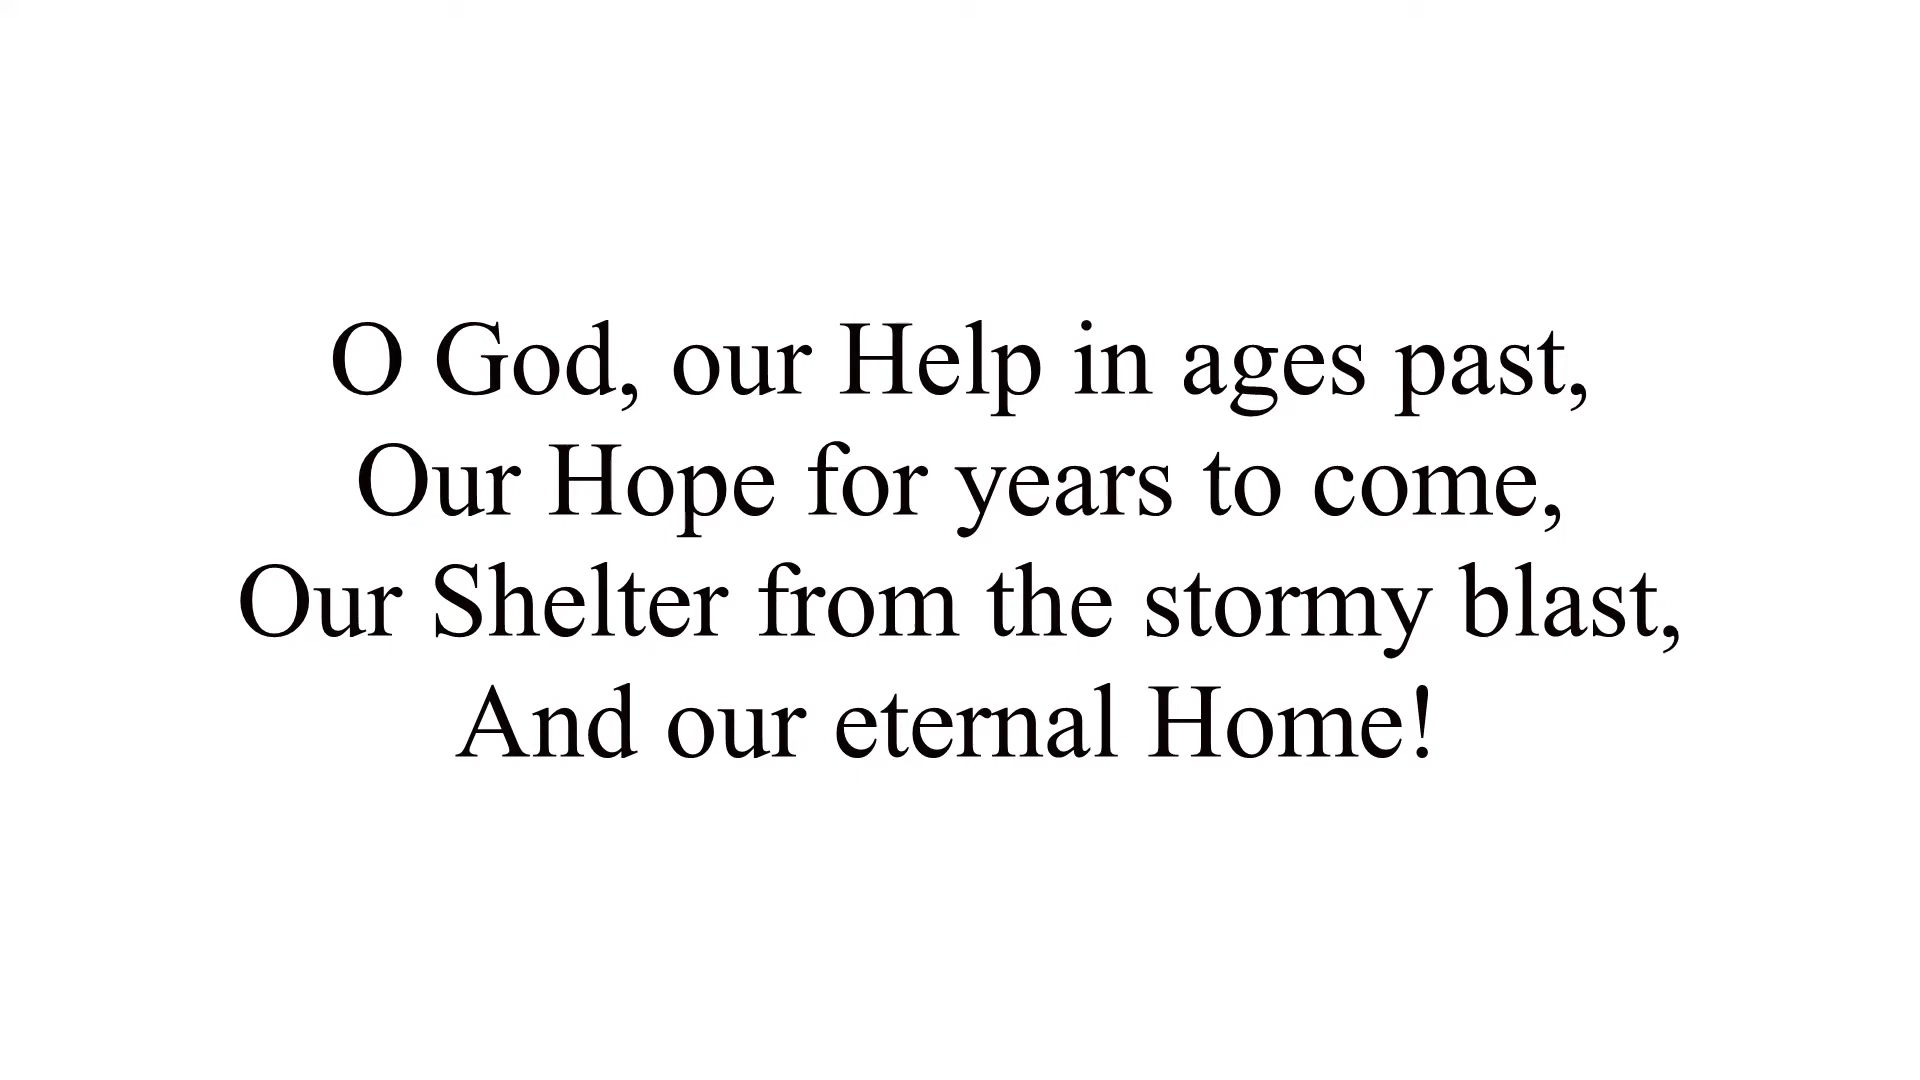 O God, our Help in ages past,
Our Hope for years to come,
Our Shelter from the stormy blast,
And our eternal Home!